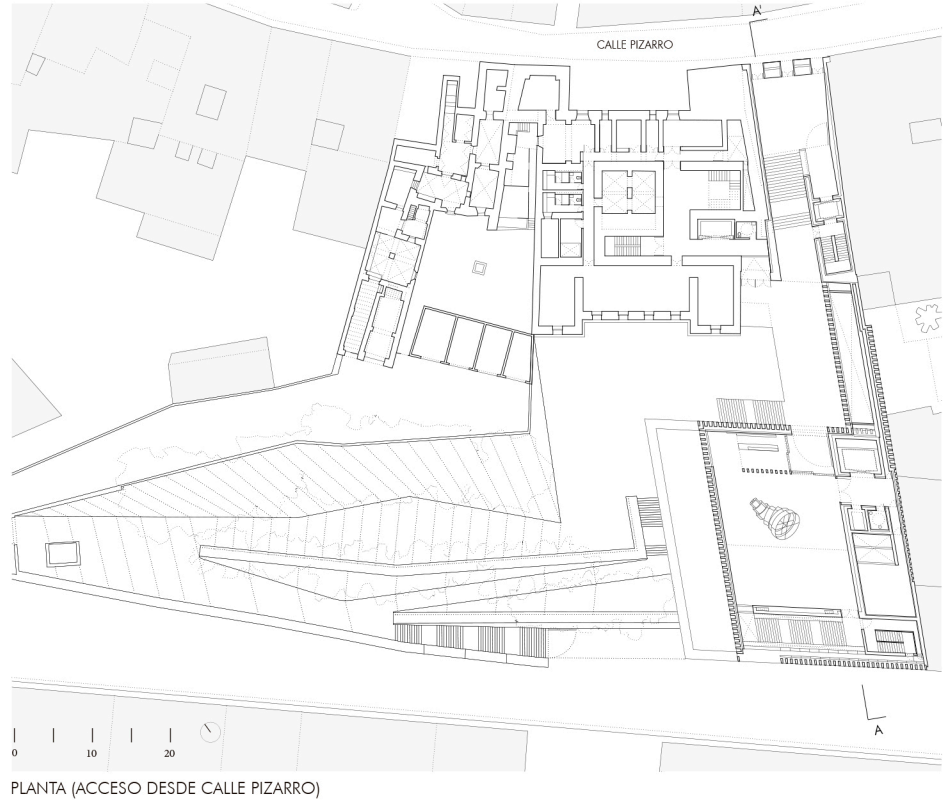 A'
CALLE PIZARRO
A
0 10 20
PLANTA (ACCESO DESDE CALLE PIZARRO)